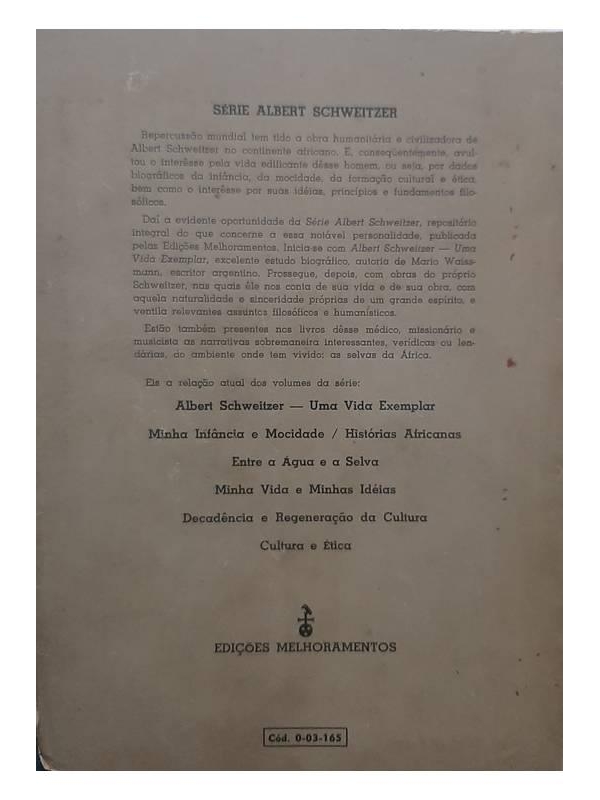 SÉRIE ALBERT SCHWEITZER
Repercussão mundial tem tido a obra humanitária e civilizadora de
Albert Schweitzer no continente africano. E, conseqüentemente, avul-
tou o interêsse pela vida edificante dêsse homem, ou seja, por dados
biográficos da infância, da mocidade, da formação cultural e ética,
bem como o interêsse por suas idéias, princípios e fundamentos filo-
sóficos.
Daí a evidente oportunidade da Série Albert Schweitzer, repositório
integral do que concerne a essa notável personalidade, publicada
pelas Edições Melhoramentos. Inicia-se com Albert Schweitzer — Uma
Vida Exemplar, excelente estudo biográfico, autoria de Mario Waiss-
mann, escritor argentino. Prossegue, depois, com obras do próprio
Schweitzer, nas quais êle nos conta de sua vida e de sua obra, com
aquela naturalidade e sinceridade próprias de um grande espírito, e
ventila relevantes assuntos filosóficos e humanísticos.
Estão também presentes nos livros dêsse médico, missionário e
musicista as narrativas sobremaneira interessantes, verídicas ou len-
dárias, do ambiente onde tem vivido: as selvas da África.
Eis a relação atual dos volumes da série:
Albert Schweitzer — Uma Vida Exemplar
Minha Infância e Mocidade / Histórias Africanas
Entre a Água e a Selva
Minha Vida e Minhas Idéias
Decadência e Regeneração da Cultura
Cultura e Ética
EDIÇÕES MELHORAMENTOS
Cód. 0-03-165